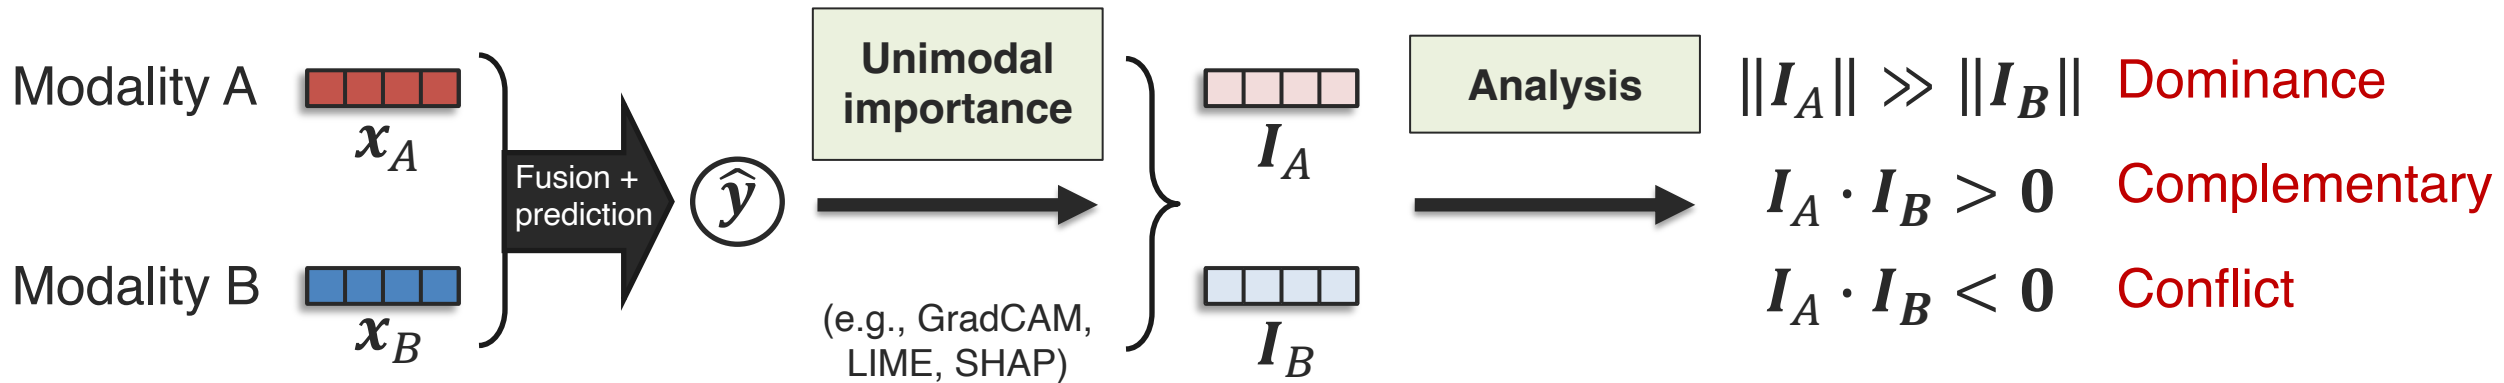 Modality A
x_A
Modality B
x_B
Fusion +
prediction
ŷ
Unimodal
importance
(e.g., GradCAM,
LIME, SHAP)
I_A
I_B
Analysis
||I_A|| ≫ ||I_B|| Dominance
I_A · I_B > 0 Complementary
I_A · I_B < 0 Conflict